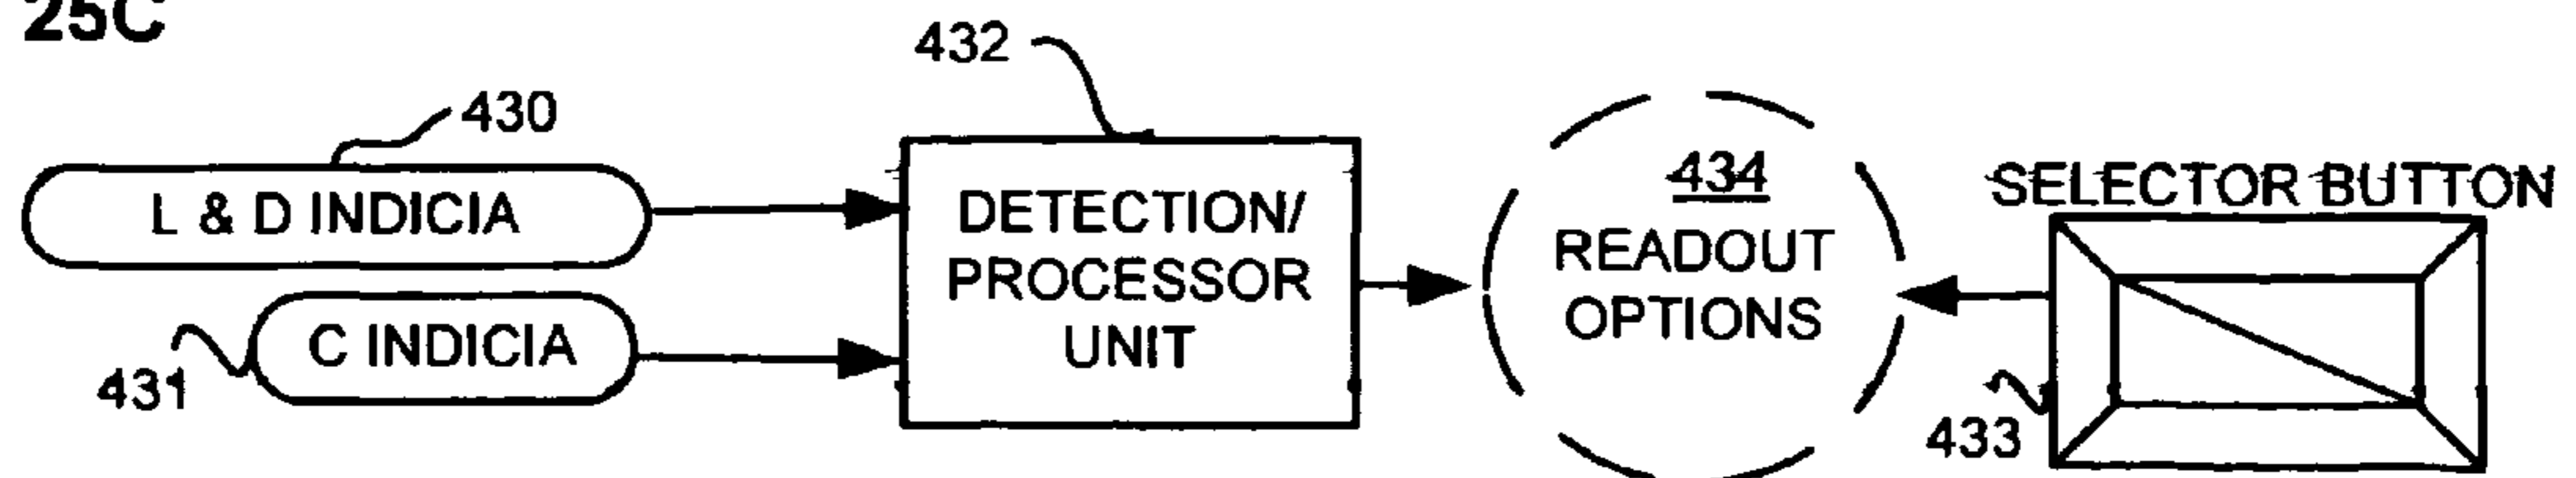 25C
432
430
L & D INDICIA
431
C INDICIA
DETECTION/
PROCESSOR
UNIT
434
READOUT
OPTIONS
SELECTOR BUTTON
433